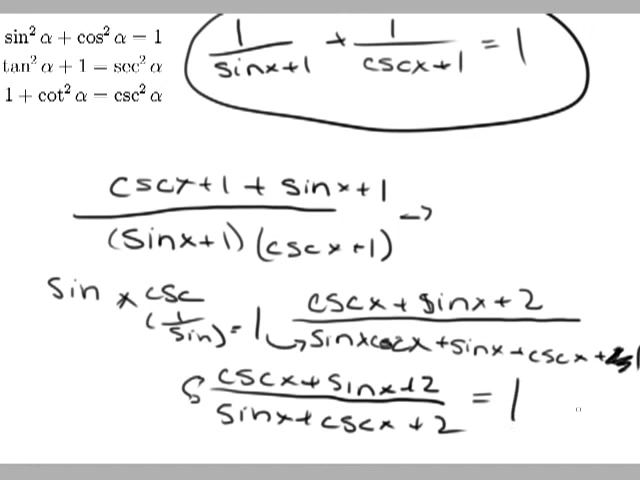 sin² α + cos² α = 1
tan² α + 1 = sec² α
1 + cot² α = csc² α
1/(sinx+1) + 1/(cscx+1) = 1
(cscx+1 + sinx+1)/((sinx+1)(cscx+1)) →
sin x csc (1/sin) = 1
(cscx + sinx + 2)/(sinxcscx + sinx + cscx +
(cscx + sinx + 2)/(sinx + cscx + 2) = 1